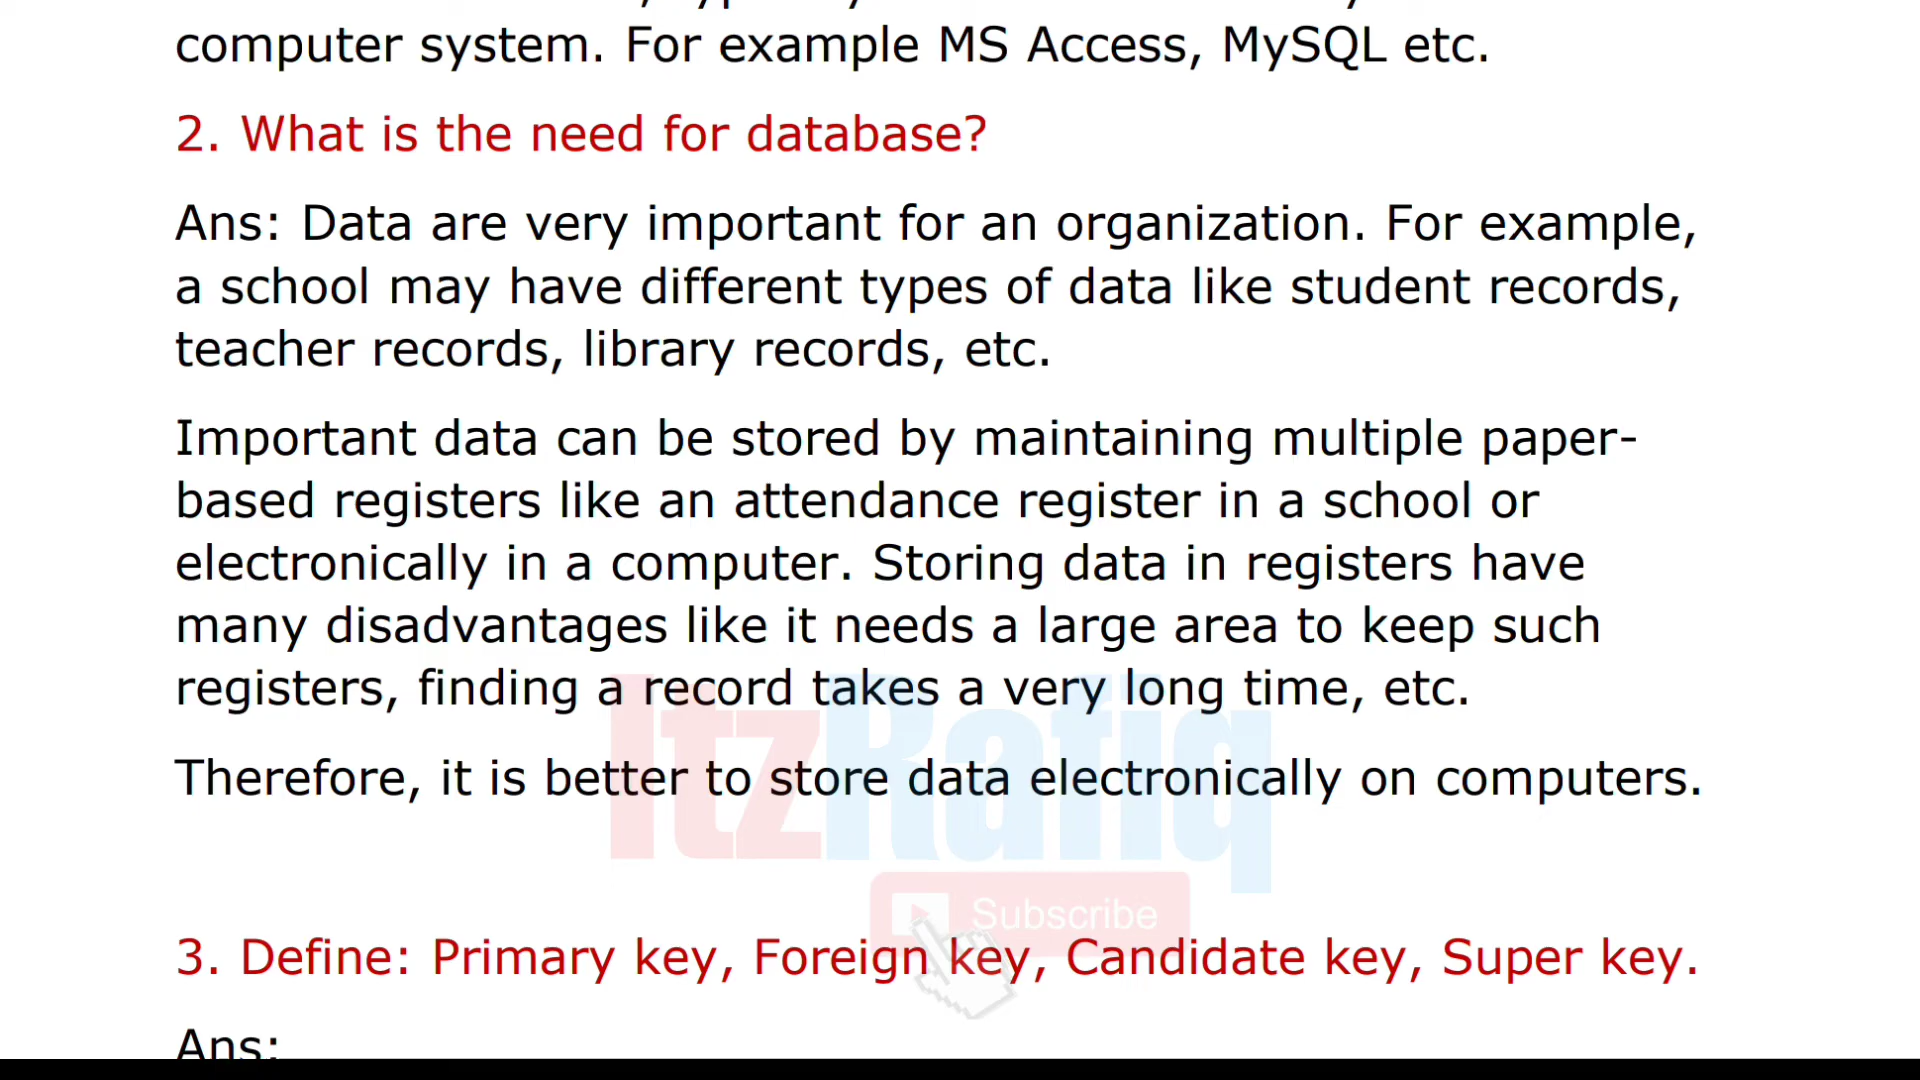 computer system. For example MS Access, MySQL etc.
2. What is the need for database?
Ans: Data are very important for an organization. For example,
a school may have different types of data like student records,
teacher records, library records, etc.
Important data can be stored by maintaining multiple paper-
based registers like an attendance register in a school or
electronically in a computer. Storing data in registers have
many disadvantages like it needs a large area to keep such
registers, finding a record takes a very long time, etc.
Therefore, it is better to store data electronically on computers.
ItzRafiq
Subscribe
3. Define: Primary key, Foreign key, Candidate key, Super key.
Ans: